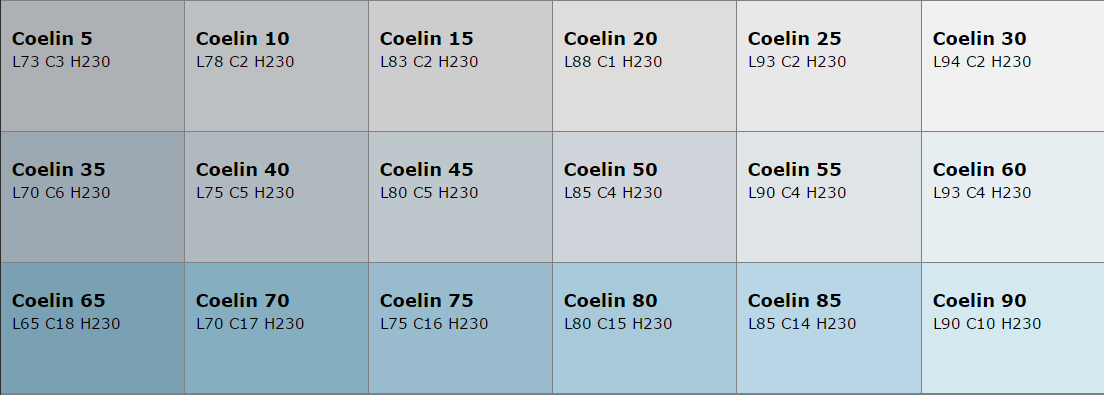 Coelin 5
L73 C3 H230
Coelin 10
L78 C2 H230
Coelin 15
L83 C2 H230
Coelin 20
L88 C1 H230
Coelin 25
L93 C2 H230
Coelin 30
L94 C2 H230
Coelin 35
L70 C6 H230
Coelin 40
L75 C5 H230
Coelin 45
L80 C5 H230
Coelin 50
L85 C4 H230
Coelin 55
L90 C4 H230
Coelin 60
L93 C4 H230
Coelin 65
L65 C18 H230
Coelin 70
L70 C17 H230
Coelin 75
L75 C16 H230
Coelin 80
L80 C15 H230
Coelin 85
L85 C14 H230
Coelin 90
L90 C10 H230